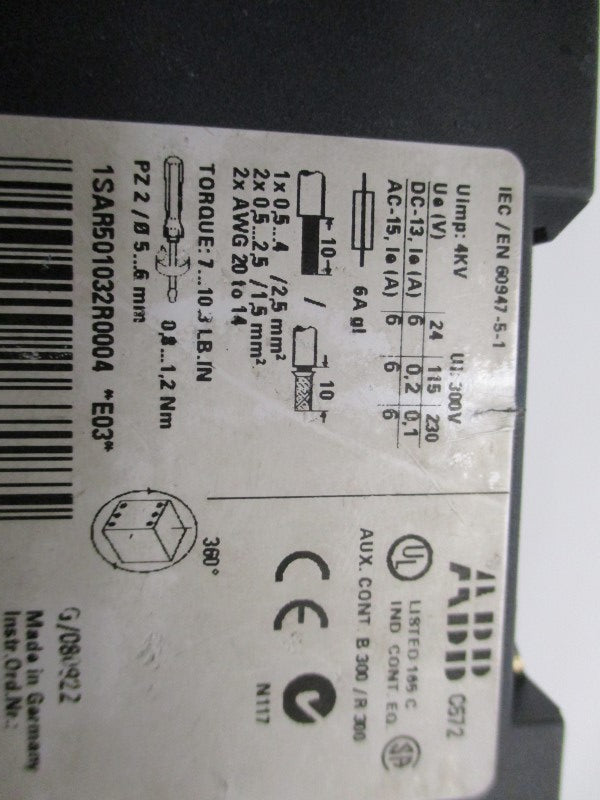 IEC / EN 60947-5-1
Uimp: 4KV Ui: 300V
Ue (V) 24 115 230
DC-13, Ie (A) 6 0,2 0,1
AC-15, Ie (A) 6 6 6
6A gl
10 / 10
1x 0,5...4 /2,5 mm²
2x 0,5...2,5 /1,5 mm²
2x AWG 20 to 14
TORQUE: 7...10.3 LB.IN
0,8...1,2 Nm
PZ 2 / Ø 5...6 mm
1SAR501032R0004 *E03*
ABB C572
UL LISTED 165 C
IND CONT. EQ. SA
AUX. CONT B 300 / R 300
CE N117
360°
G/080922
Made in Germany
Instr.Ord.Nr.: